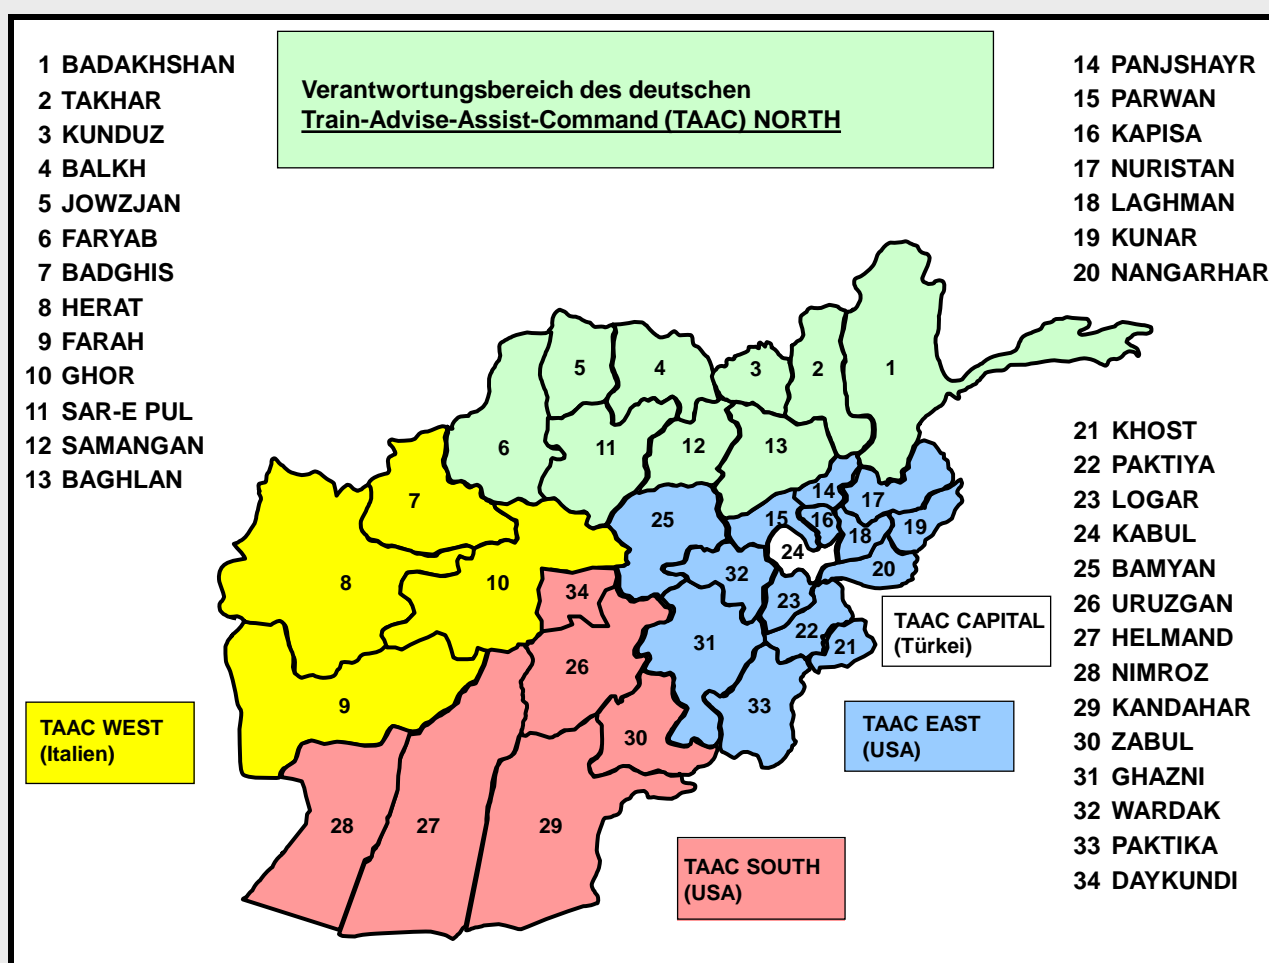 1 BADAKHSHAN
2 TAKHAR
3 KUNDUZ
4 BALKH
5 JOWZJAN
6 FARYAB
7 BADGHIS
8 HERAT
9 FARAH
10 GHOR
11 SAR-E PUL
12 SAMANGAN
13 BAGHLAN
Verantwortungsbereich des deutschen
Train-Advise-Assist-Command (TAAC) NORTH
14 PANJSHAYR
15 PARWAN
16 KAPISA
17 NURISTAN
18 LAGHMAN
19 KUNAR
20 NANGARHAR
21 KHOST
22 PAKTIYA
23 LOGAR
24 KABUL
25 BAMYAN
26 URUZGAN
27 HELMAND
28 NIMROZ
29 KANDAHAR
30 ZABUL
31 GHAZNI
32 WARDAK
33 PAKTIKA
34 DAYKUNDI
1
2
3
4
5
6
7
8
9
10
11
12
13
14
15
16
17
18
19
20
21
22
23
24
25
26
27
28
29
30
31
32
33
34
TAAC CAPITAL
(Türkei)
TAAC WEST
(Italien)
TAAC EAST
(USA)
TAAC SOUTH
(USA)